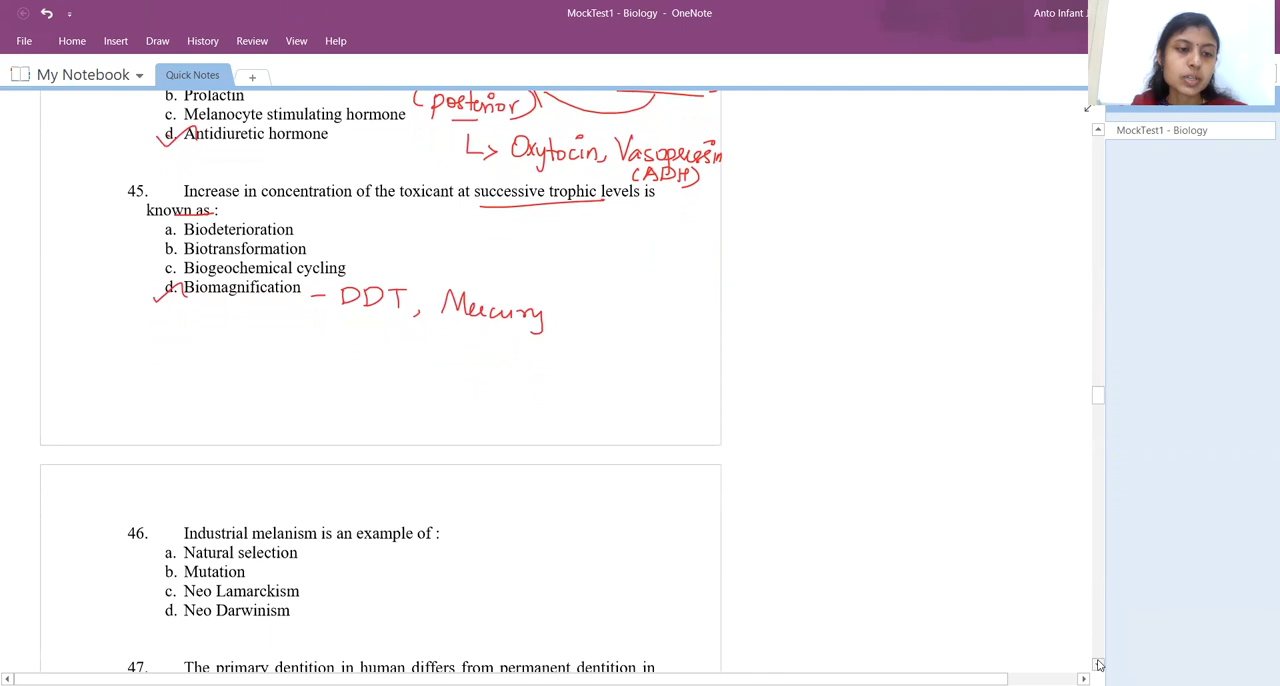 MockTest1 - Biology - OneNote
Anto Infant J
File Home Insert Draw History Review View Help
My Notebook Quick Notes +
b. Prolactin
(posterior)
c. Melanocyte stimulating hormone
d. Antidiuretic hormone
Oxytocin, Vasopressin
(ADH)
45. Increase in concentration of the toxicant at successive trophic levels is
known as :
a. Biodeterioration
b. Biotransformation
c. Biogeochemical cycling
d. Biomagnification - DDT, Mercury
MockTest1 - Biology
46. Industrial melanism is an example of :
a. Natural selection
b. Mutation
c. Neo Lamarckism
d. Neo Darwinism
47. The primary dentition in human differs from permanent dentition in